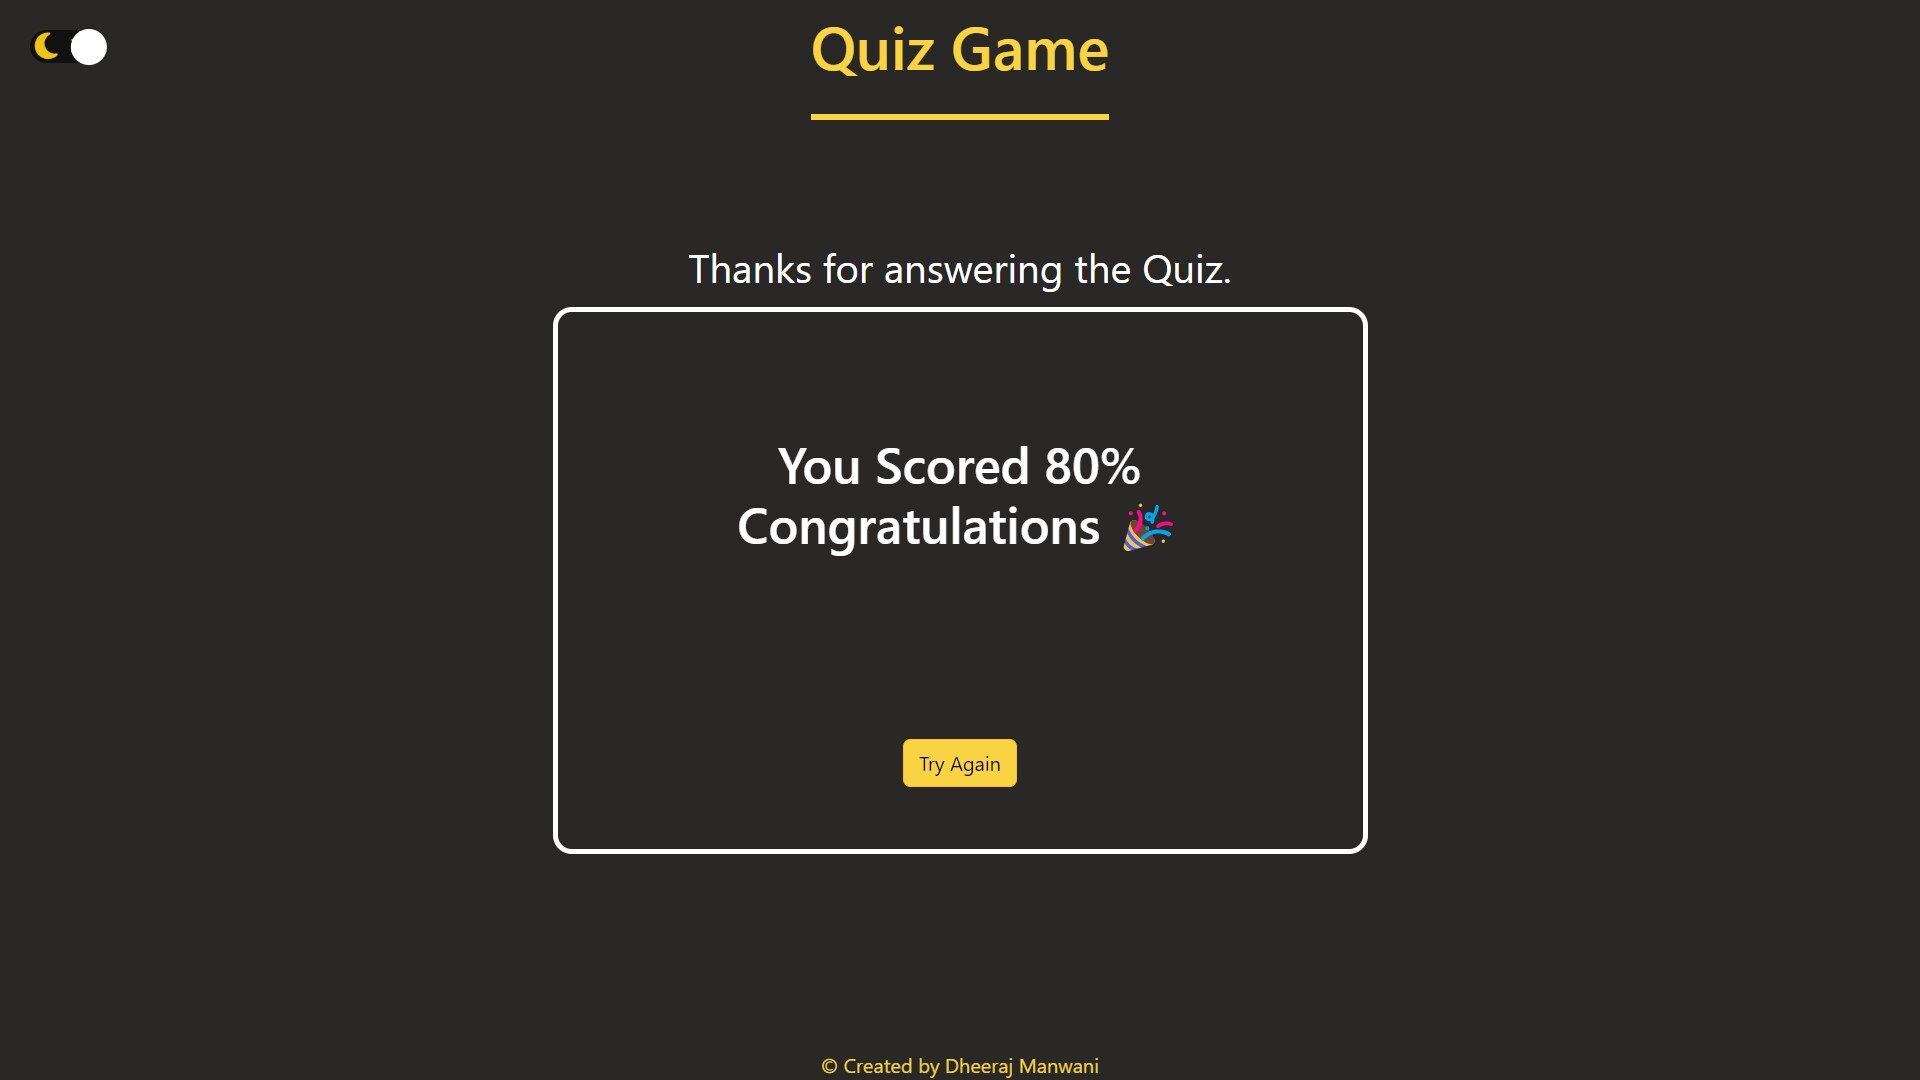 Quiz Game
Thanks for answering the Quiz.
You Scored 80%
Congratulations 🎉
Try Again
© Created by Dheeraj Manwani